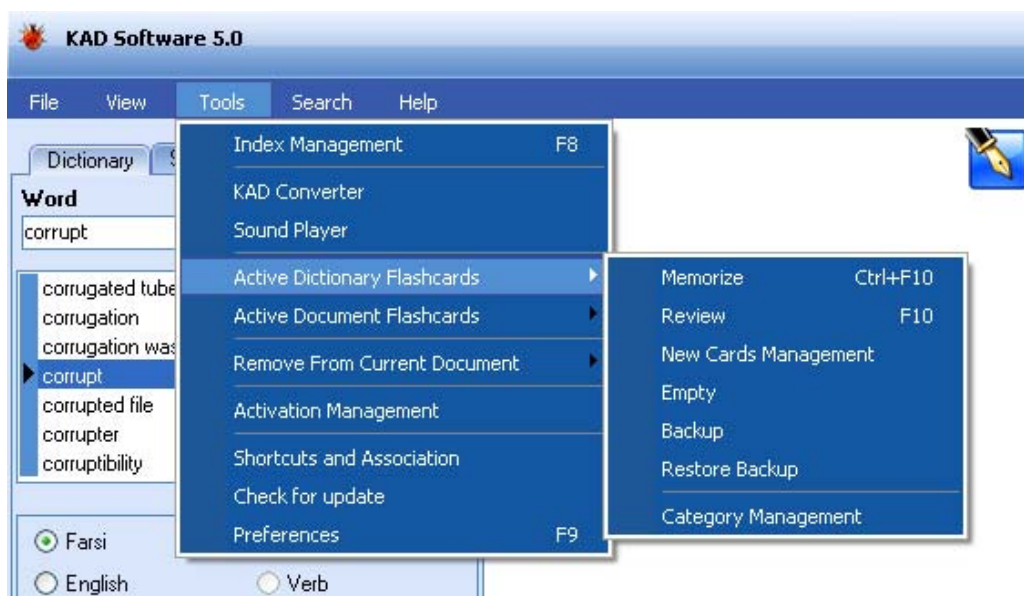 KAD Software 5.0
File View Tools Search Help
Dictionary
Word
corrupt
corrugated tube
corrugation
corrugation was
corrupt
corrupted file
corrupter
corruptibility
Farsi
English
Verb
Index Management F8
KAD Converter
Sound Player
Active Dictionary Flashcards
Active Document Flashcards
Remove From Current Document
Activation Management
Shortcuts and Association
Check for update
Preferences F9
Memorize Ctrl+F10
Review F10
New Cards Management
Empty
Backup
Restore Backup
Category Management